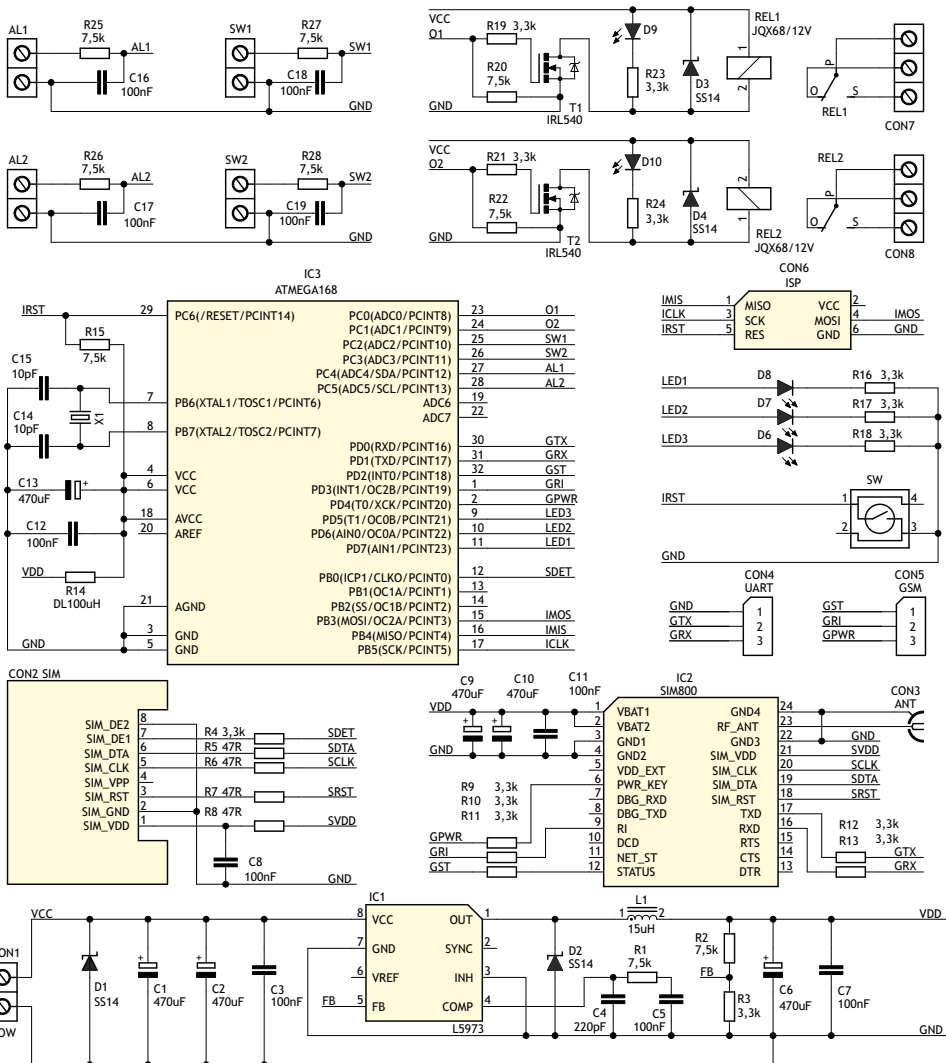 AL1
R25
7,5k
AL1
C16
100nF
SW1
R27
7,5k
SW1
C18
100nF
GND
VCC
O1
R19 3,3k
R20
7,5k
GND
T1
IRL540
D9
R23
3,3k
D3
SS14
REL1
JQX68/12V
1
2
P
O
S
REL1
CON7
AL2
R26
7,5k
AL2
C17
100nF
SW2
R28
7,5k
SW2
C19
100nF
GND
VCC
O2
R21 3,3k
R22
7,5k
GND
T2
IRL540
D10
R24
3,3k
D4
SS14
2
1
REL2
JQX68/12V
REL2
P
O
S
CON8
IC3
ATMEGA168
IRST
29 PC6(/RESET/PCINT14)
R15
7,5k
C15
10pF
7 PB6(XTAL1/TOSC1/PCINT6)
X1
C14
10pF
8 PB7(XTAL2/TOSC2/PCINT7)
4 VCC
6 VCC
C13
470uF
+
18 AVCC
20 AREF
C12
100nF
VDD
R14
DL100uH
21 AGND
3 GND
5 GND
GND
PC0(ADC0/PCINT8) 23 O1
PC1(ADC1/PCINT9) 24 O2
PC2(ADC2/PCINT10) 25 SW1
PC3(ADC3/PCINT11) 26 SW2
PC4(ADC4/SDA/PCINT12) 27 AL1
PC5(ADC5/SCL/PCINT13) 28 AL2
ADC6 19
ADC7 22
PD0(RXD/PCINT16) 30 GTX
PD1(TXD/PCINT17) 31 GRX
PD2(INT0/PCINT18) 32 GST
PD3(INT1/OC2B/PCINT19) 1 GRI
PD4(T0/XCK/PCINT20) 2 GPWR
PD5(T1/OC0B/PCINT21) 9 LED3
PD6(AIN0/OC0A/PCINT22) 10 LED2
PD7(AIN1/PCINT23) 11 LED1
PB0(ICP1/CLKO/PCINT0) 12 SDET
PB1(OC1A/PCINT1) 13
PB2(SS/OC1B/PCINT2) 14
PB3(MOSI/OC2A/PCINT3) 15 IMOS
PB4(MISO/PCINT4) 16 IMIS
PB5(SCK/PCINT5) 17 ICLK
CON6
ISP
IMIS 1 MISO VCC 2
ICLK 3 SCK MOSI 4 IMOS
IRST 5 RES GND 6 GND
LED1 D8 R16 3,3k
LED2 D7 R17 3,3k
LED3 D6 R18 3,3k
SW
IRST 1 4
2 3
GND
CON4
UART
GND 1
GTX 2
GRX 3
CON5
GSM
GST 1
GRI 2
GPWR 3
CON2 SIM
SIM_DE2 8
SIM_DE1 7 R4 3,3k SDET
SIM_DTA 6 R5 47R SDTA
SIM_CLK 5 R6 47R SCLK
SIM_VPP 4
SIM_RST 3 R7 47R SRST
SIM_GND 2 R8 47R
SIM_VDD 1 SVDD
C8
100nF
GND
C9
470uF
C10
470uF
C11
100nF
VDD
+ +
GND
IC2
SIM800
1 VBAT1
2 VBAT2
3 GND1
4 GND2
5 VDD_EXT
6 PWR_KEY
7 DBG_RXD
8 DBG_TXD
9 RI
10 DCD
11 NET_ST
12 STATUS
R9 3,3k
R10 3,3k
R11 3,3k
GPWR
GRI
GST
GND4 24
RF_ANT 23
GND3 22 GND
SIM_VDD 21 SVDD
SIM_CLK 20 SCLK
SIM_DTA 19 SDTA
SIM_RST 18 SRST
TXD 17
RXD 16
RTS 15
CTS 14
DTR 13
CON3
ANT
R12 3,3k
R13 3,3k
GTX
GRX
ON1
OW
VCC
D1
SS14
+
C1
470uF
+
C2
470uF
C3
100nF
IC1
8 VCC
7 GND
6 VREF
FB 5 FB
OUT 1
SYNC 2
INH 3
COMP 4
L5973
D2
SS14
L1
1 2
15uH
R1
7,5k
C4
220pF
C5
100nF
R2
7,5k
FB
R3
3,3k
+
C6
470uF
C7
100nF
VDD
GND